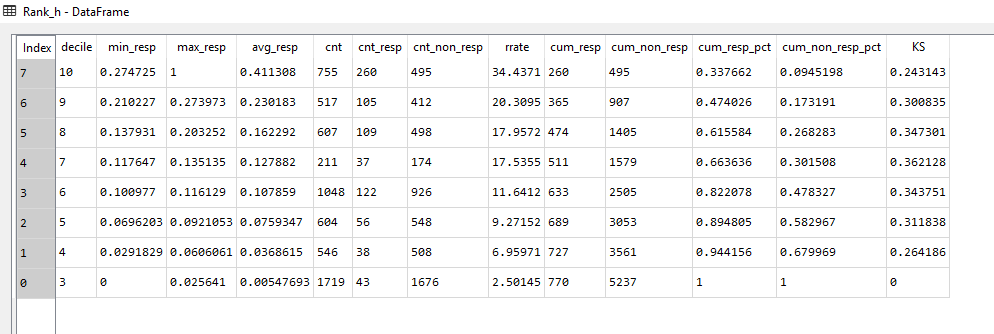 Rank_h - DataFrame
Index decile min_resp max_resp avg_resp cnt cnt_resp cnt_non_resp rrate cum_resp cum_non_resp cum_resp_pct cum_non_resp_pct KS
7 10 0.274725 1 0.411308 755 260 495 34.4371 260 495 0.337662 0.0945198 0.243143
6 9 0.210227 0.273973 0.230183 517 105 412 20.3095 365 907 0.474026 0.173191 0.300835
5 8 0.137931 0.203252 0.162292 607 109 498 17.9572 474 1405 0.615584 0.268283 0.347301
4 7 0.117647 0.135135 0.127882 211 37 174 17.5355 511 1579 0.663636 0.301508 0.362128
3 6 0.100977 0.116129 0.107859 1048 122 926 11.6412 633 2505 0.822078 0.478327 0.343751
2 5 0.0696203 0.0921053 0.0759347 604 56 548 9.27152 689 3053 0.894805 0.582967 0.311838
1 4 0.0291829 0.0606061 0.0368615 546 38 508 6.95971 727 3561 0.944156 0.679969 0.264186
0 3 0 0.025641 0.00547693 1719 43 1676 2.50145 770 5237 1 1 0